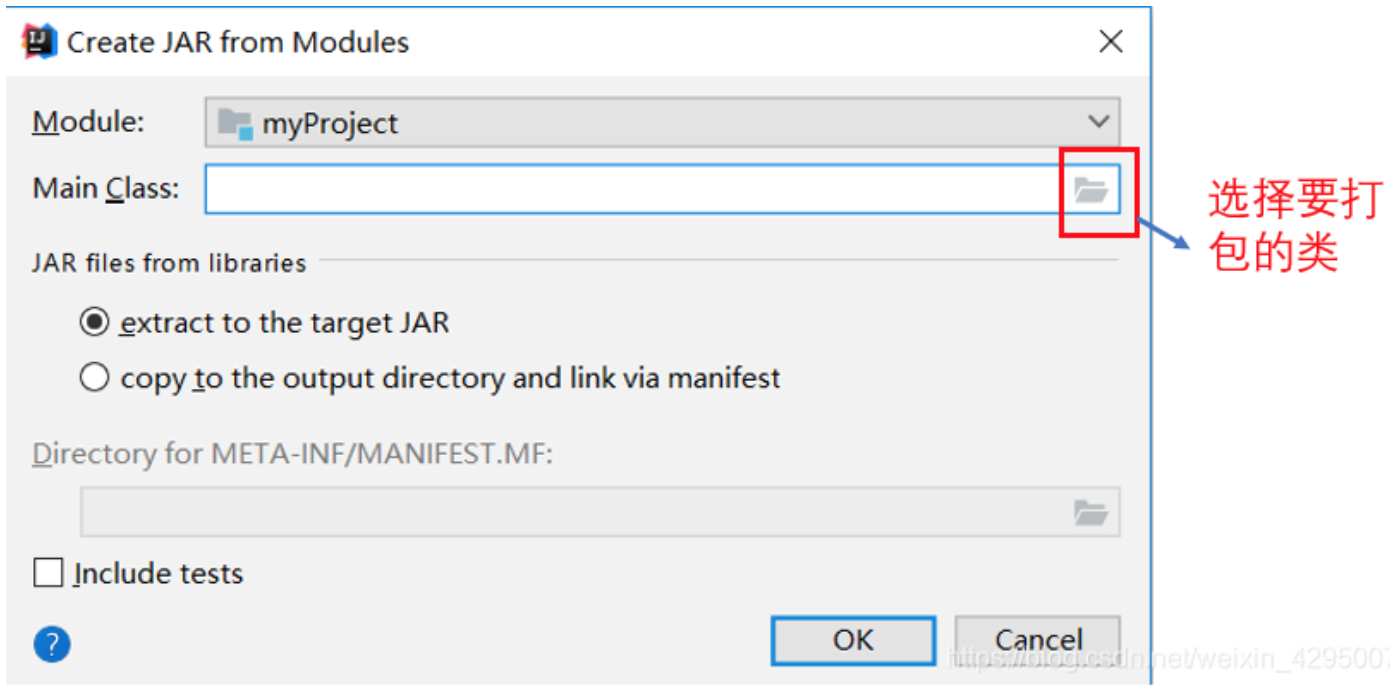 Create JAR from Modules
Module: myProject
Main Class:
选择要打
包的类
JAR files from libraries
extract to the target JAR
copy to the output directory and link via manifest
Directory for META-INF/MANIFEST.MF:
Include tests
?
OK
Cancel
https://blog.csdn.net/weixin_4295007